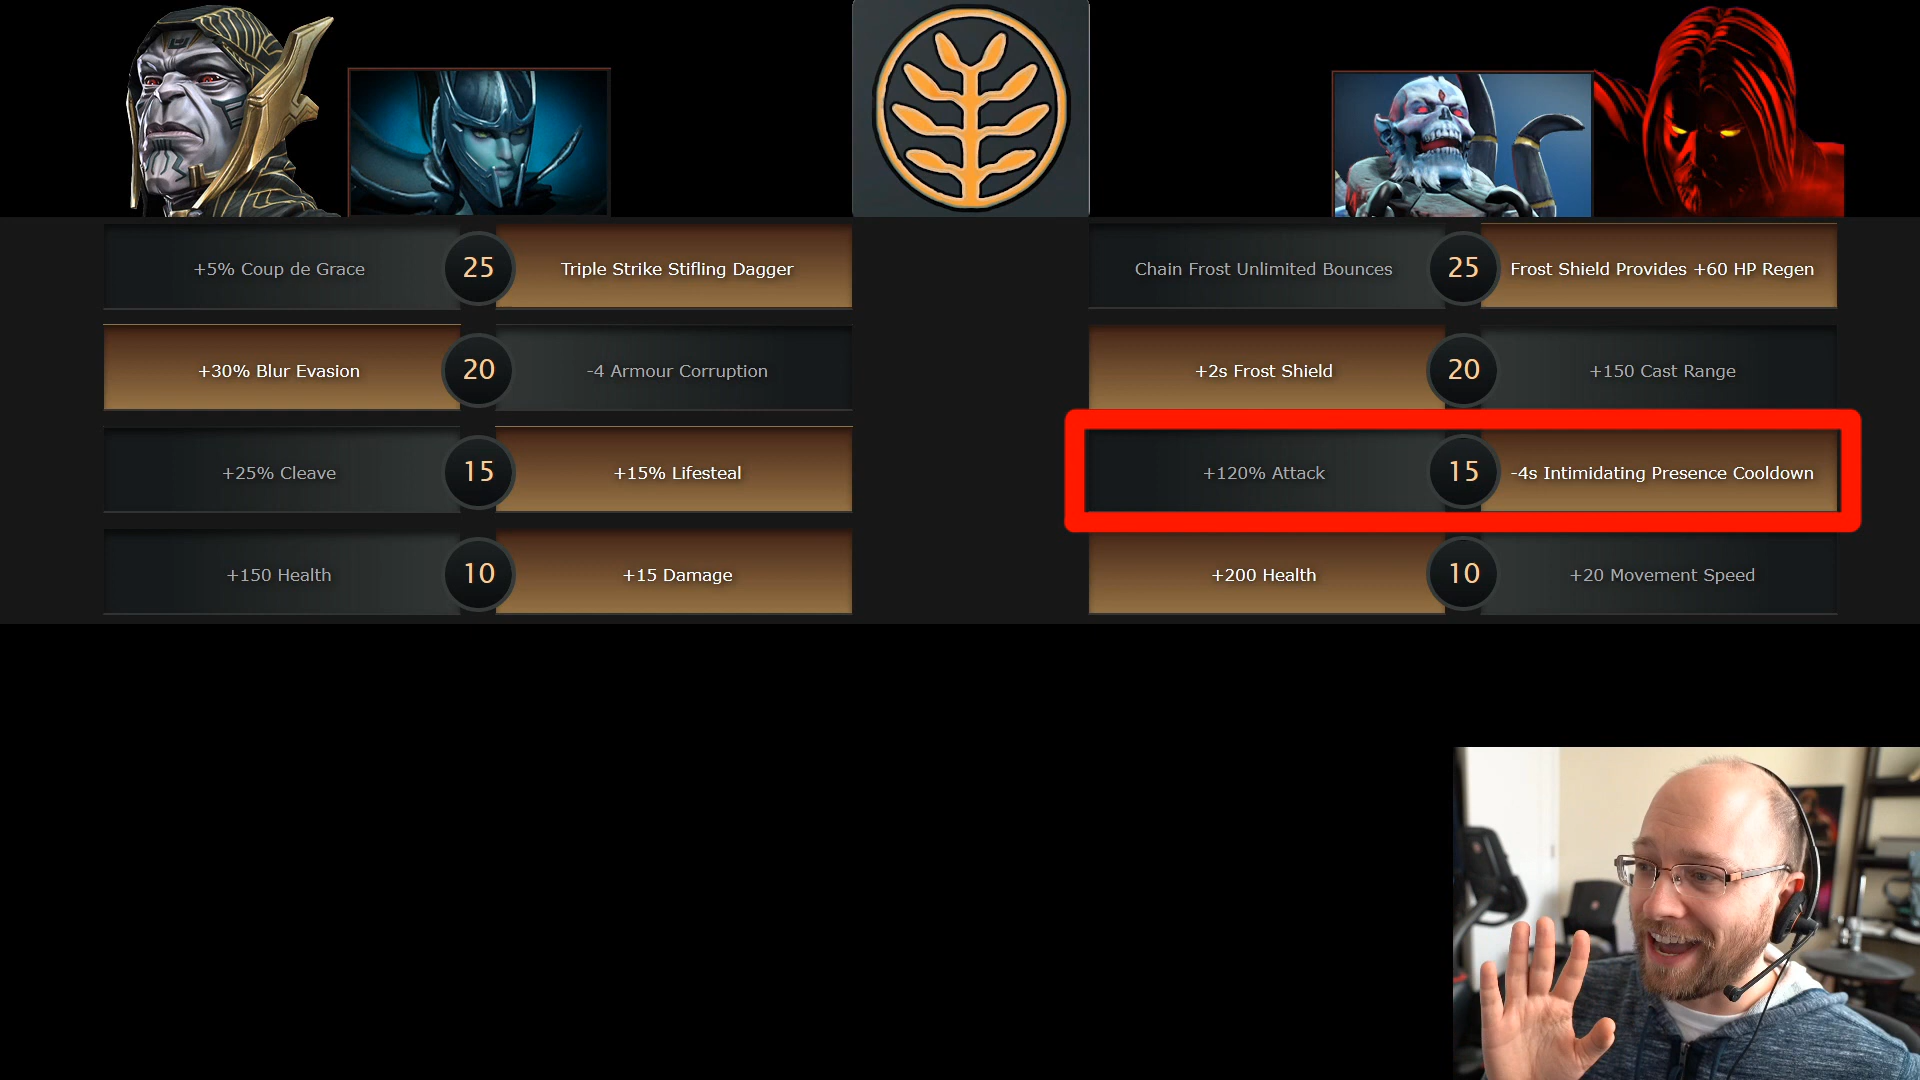 +5% Coup de Grace 25 Triple Strike Stifling Dagger
+30% Blur Evasion 20 -4 Armour Corruption
+25% Cleave 15 +15% Lifesteal
+150 Health 10 +15 Damage
Chain Frost Unlimited Bounces 25 Frost Shield Provides +60 HP Regen
+2s Frost Shield 20 +150 Cast Range
+120% Attack 15 -4s Intimidating Presence Cooldown
+200 Health 10 +20 Movement Speed